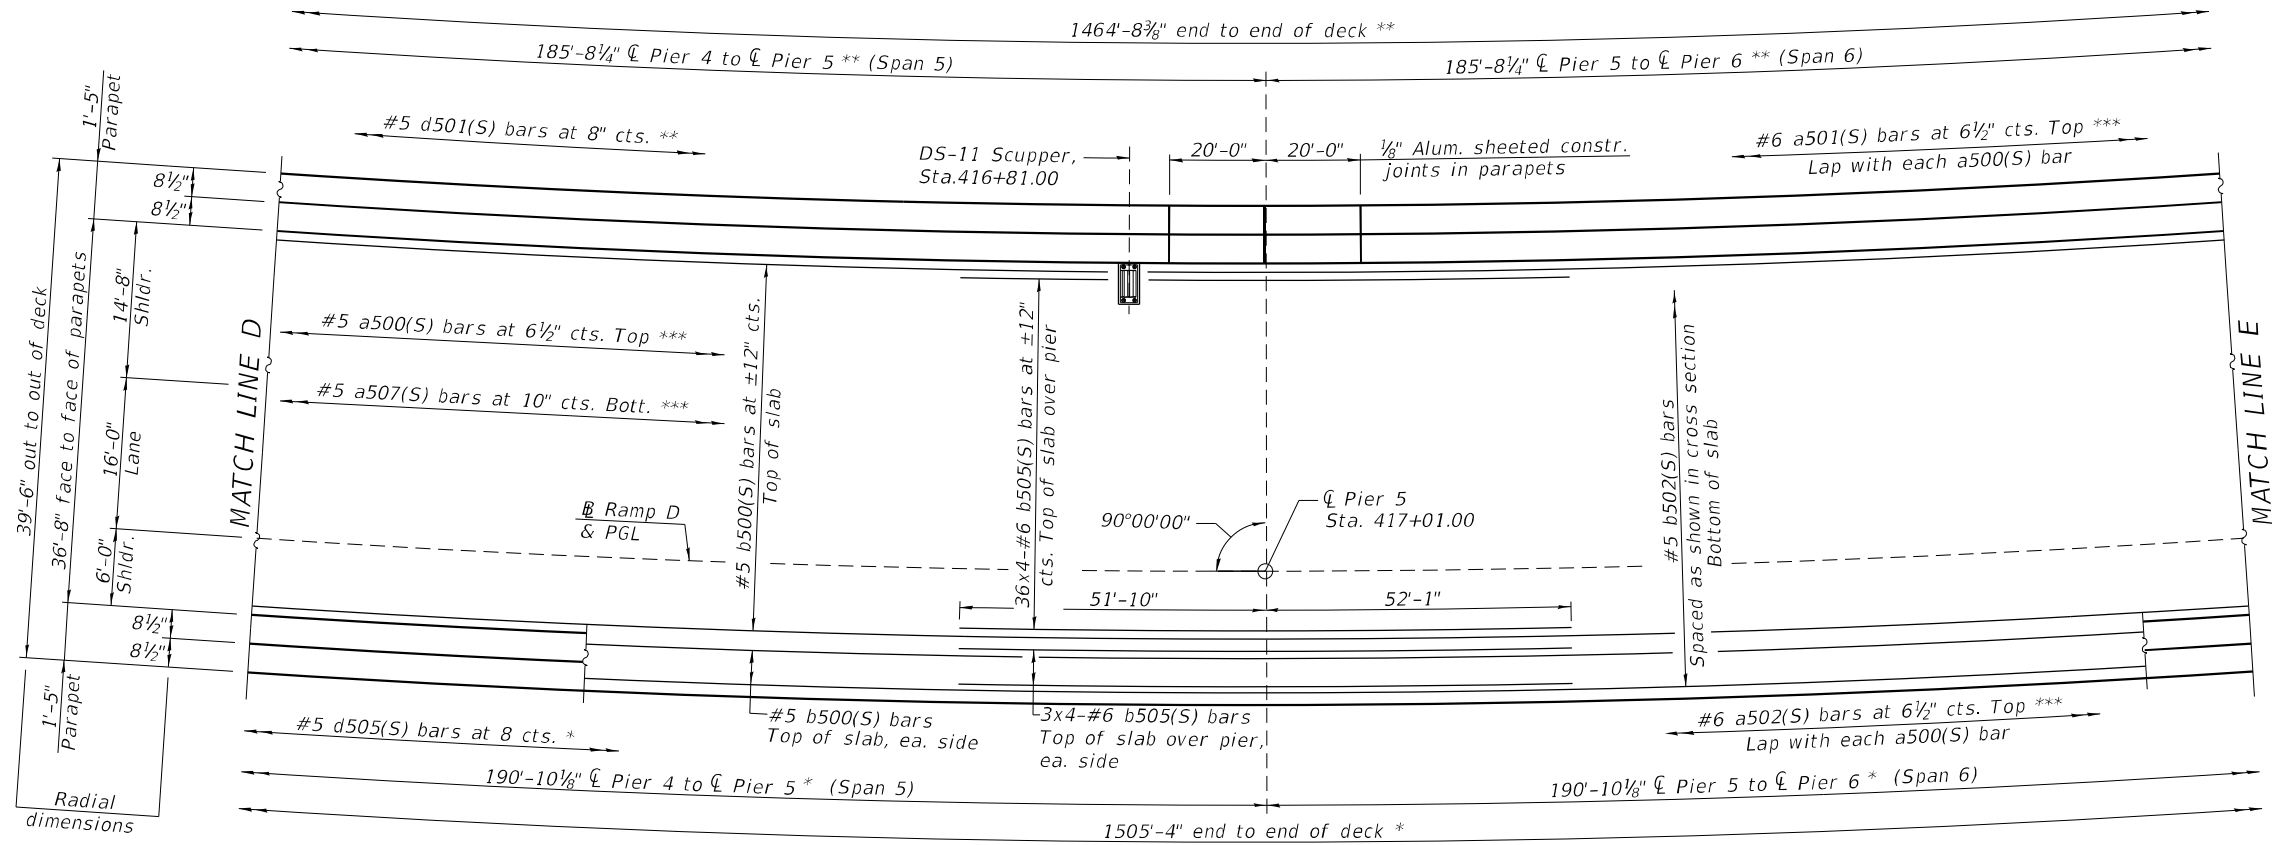 1464'-8⅜" end to end of deck **
185'-8¼" ℄ Pier 4 to ℄ Pier 5 ** (Span 5)
185'-8¼" ℄ Pier 5 to ℄ Pier 6 ** (Span 6)
1'-5"
Parapet
#5 d501(S) bars at 8" cts. **
DS-11 Scupper,
Sta.416+81.00
20'-0"
20'-0"
⅛" Alum. sheeted constr.
joints in parapets
#6 a501(S) bars at 6½" cts. Top ***
Lap with each a500(S) bar
8½"
8½"
39'-6" out to out of deck
36'-8" face to face of parapets
14'-8"
Shldr.
16'-0"
Lane
6'-0"
Shldr.
MATCH LINE D
#5 a500(S) bars at 6½" cts. Top ***
#5 a507(S) bars at 10" cts. Bott. ***
#5 b500(S) bars at ±12" cts.
Top of slab
36x4-#6 b505(S) bars at ±12"
cts. Top of slab over pier
#5 b502(S) bars
Spaced as shown in cross section
Bottom of slab
MATCH LINE E
℄ Pier 5
Sta. 417+01.00
90°00'00"
B Ramp D
& PGL
51'-10"
52'-1"
8½"
8½"
1'-5"
Parapet
#5 d505(S) bars at 8 cts. *
#5 b500(S) bars
Top of slab, ea. side
3x4-#6 b505(S) bars
Top of slab over pier,
ea. side
#6 a502(S) bars at 6½" cts. Top ***
Lap with each a500(S) bar
190'-10⅛" ℄ Pier 4 to ℄ Pier 5 * (Span 5)
190'-10⅛" ℄ Pier 5 to ℄ Pier 6 * (Span 6)
Radial
dimensions
1505'-4" end to end of deck *